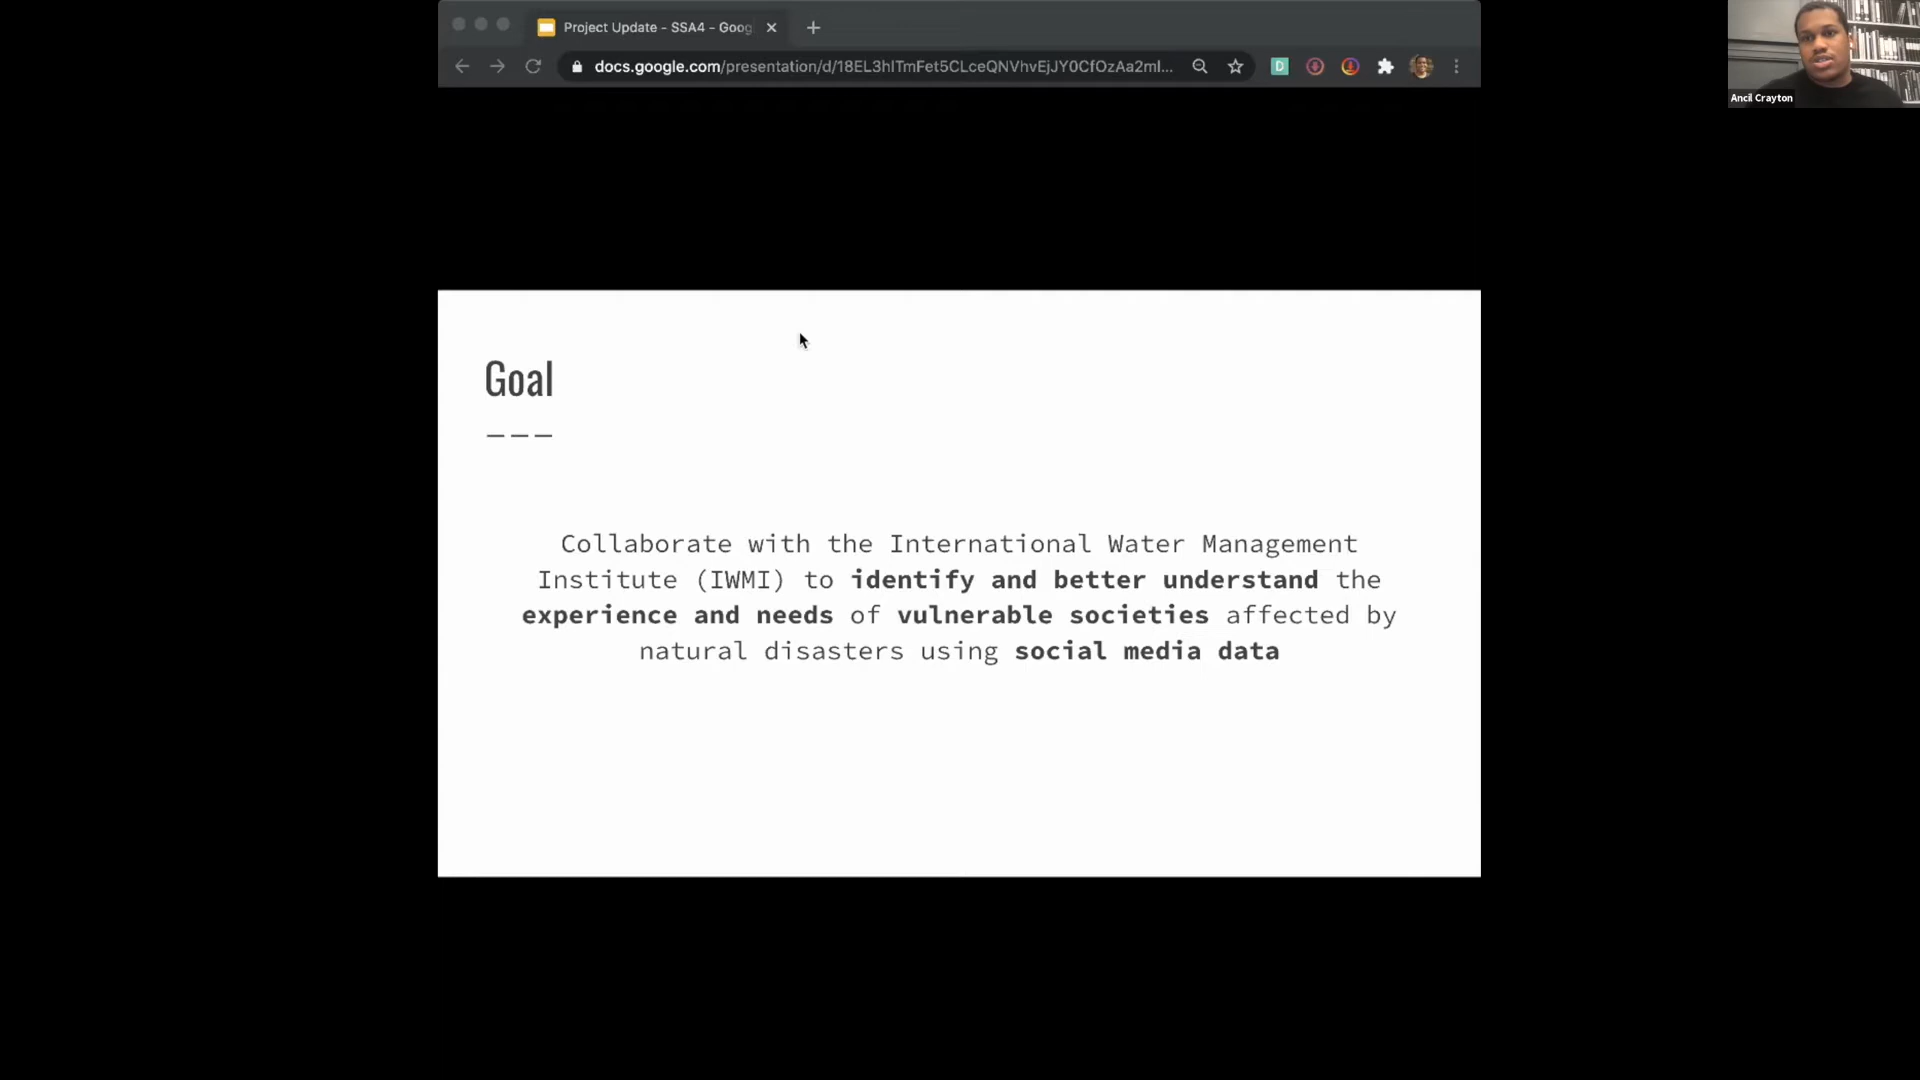 Project Update - SSA4 - Goog
docs.google.com/presentation/d/18EL3hITmFet5CLceQNVhvEjJY0CfOzAa2mI...
D
Ancil Crayton
Goal
Collaborate with the International Water Management
Institute (IWMI) to identify and better understand the
experience and needs of vulnerable societies affected by
natural disasters using social media data